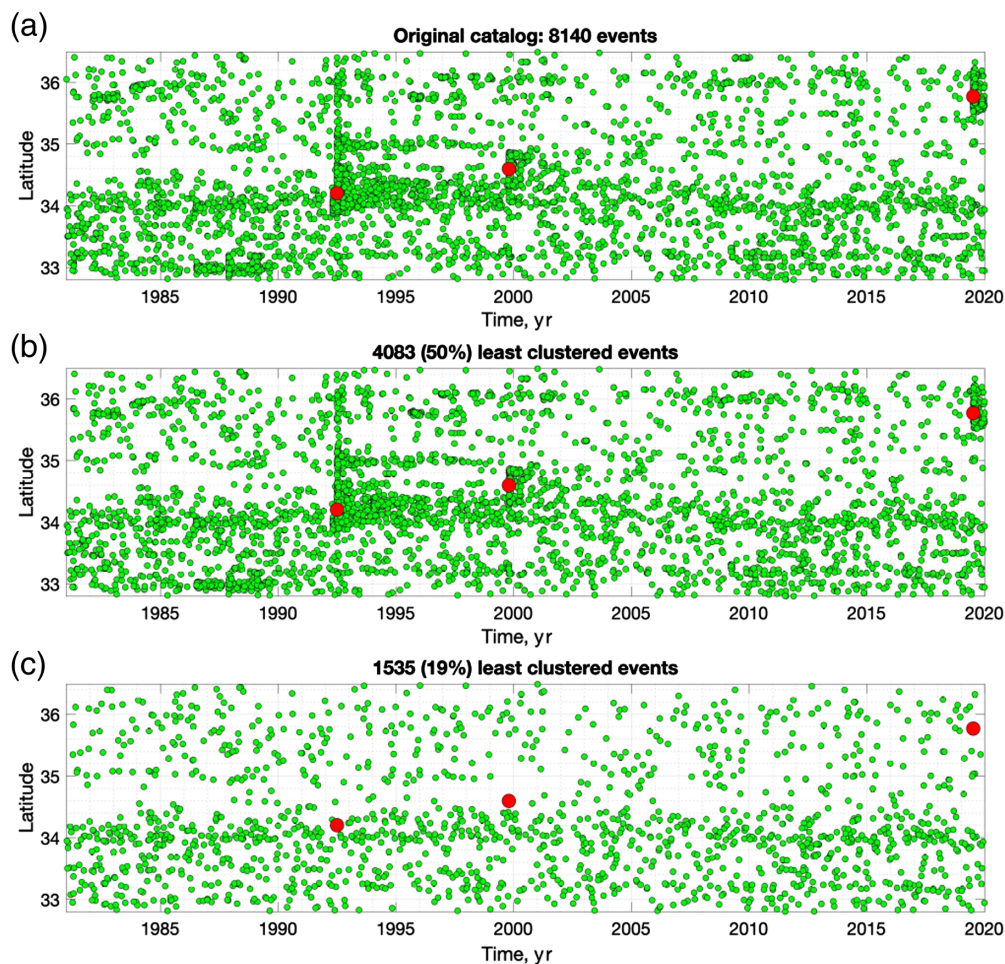 (a)
Original catalog: 8140 events
Latitude
36
35
34
33
1985 1990 1995 2000 2005 2010 2015 2020
Time, yr
(b)
4083 (50%) least clustered events
Latitude
36
35
34
33
1985 1990 1995 2000 2005 2010 2015 2020
Time, yr
(c)
1535 (19%) least clustered events
Latitude
36
35
34
33
1985 1990 1995 2000 2005 2010 2015 2020
Time, yr